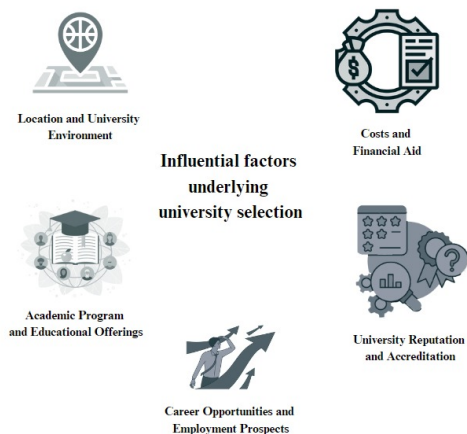 Location and University
Environment
Costs and
Financial Aid
Influential factors
underlying
university selection
Academic Program
and Educational Offerings
University Reputation
and Accreditation
Career Opportunities and
Employment Prospects